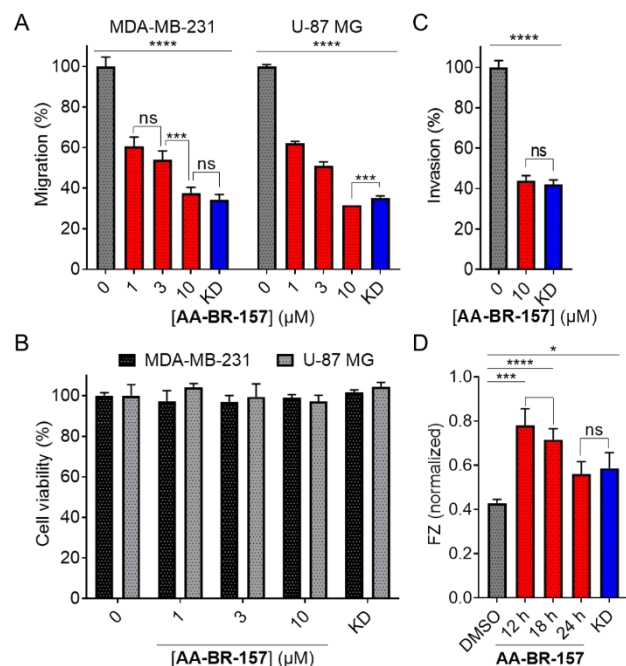 A
MDA-MB-231
U-87 MG
****
****
Migration (%)
100
80
60
40
20
0
ns
***
ns
***
0
1
3
10
KD
0
1
3
10
KD
[AA-BR-157] (µM)
C
****
Invasion (%)
100
80
60
40
20
0
ns
0
10
KD
[AA-BR-157] (µM)
B
MDA-MB-231
U-87 MG
Cell viability (%)
120
100
80
60
40
20
0
0
1
3
10
KD
[AA-BR-157] (µM)
D
*
****
***
ns
FZ (normalized)
1.0
0.8
0.6
0.4
0.2
0.0
DMSO
12 h
18 h
24 h
KD
AA-BR-157